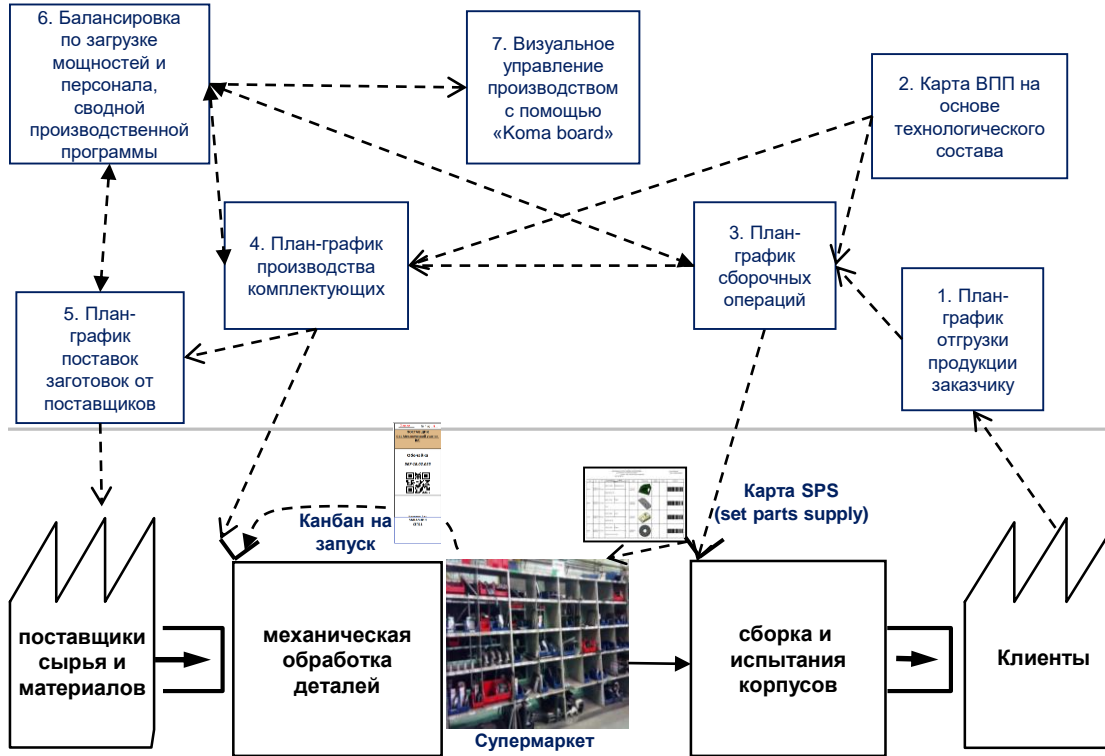 6. Балансировка
по загрузке
мощностей и
персонала,
сводной
производственной
программы
7. Визуальное
управление
производством
с помощью
«Koma board»
2. Карта ВПП на
основе
технологического
состава
4. План-график
производства
комплектующих
3. План-
график
сборочных
операций
5. План-
график
поставок
заготовок от
поставщиков
1. План-
график
отгрузки
продукции
заказчику
Канбан на
запуск
Карта SPS
(set parts supply)
поставщики
сырья и
материалов
механическая
обработка
деталей
Супермаркет
сборка и
испытания
корпусов
Клиенты